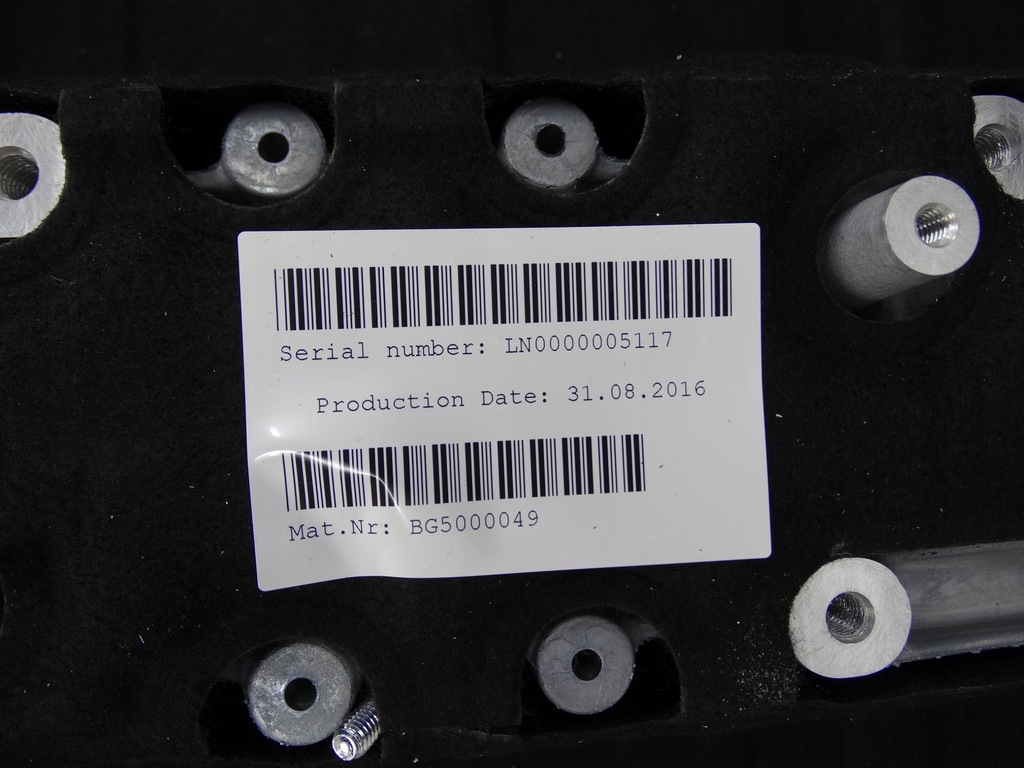 Serial number: LN0000005117
Production Date: 31.08.2016
Mat.Nr: BG5000049